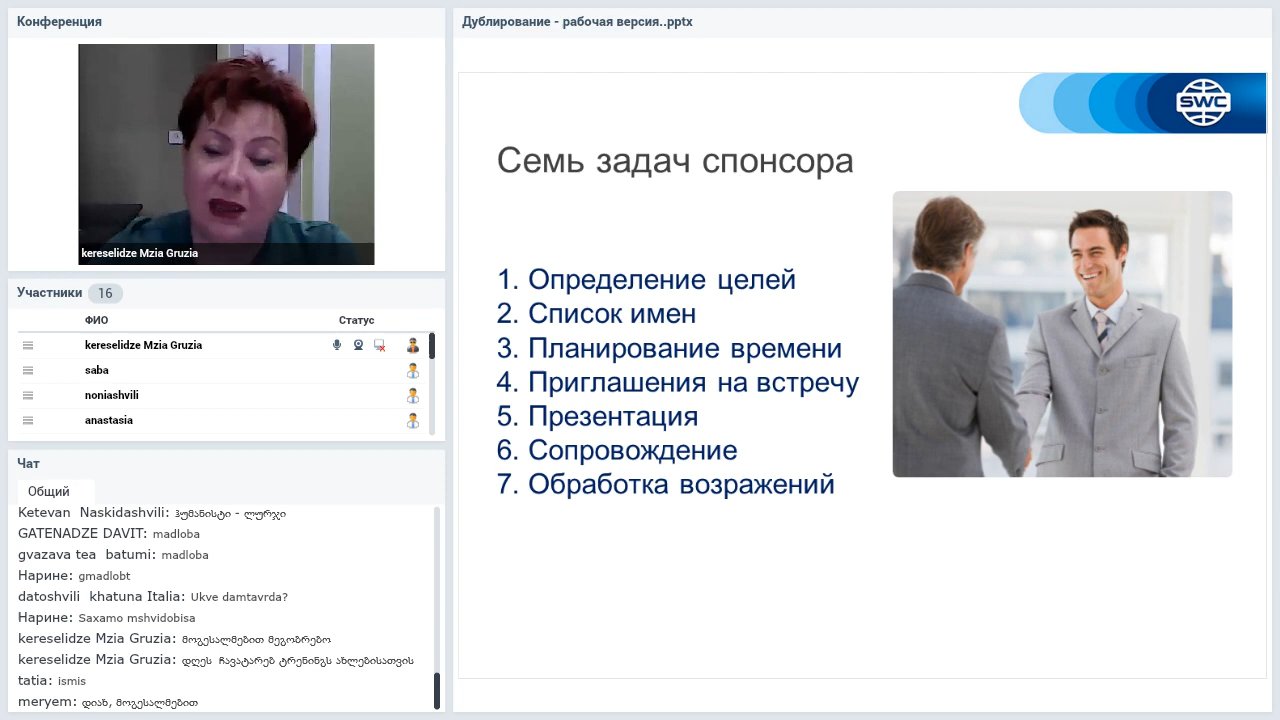 Конференция
kereselidze Mzia Gruzia
Участники 16
ФИО Статус
kereselidze Mzia Gruzia
saba
noniashvili
anastasia
Чат
Общий
Ketevan Naskidashvili: ჰუმანისტი - ლურჯი
GATENADZE DAVIT: madloba
gvazava tea batumi: madloba
Нарине: gmadlobt
datoshvili khatuna Italia: Ukve damtavrda?
Нарине: Saxamo mshvidobisa
kereselidze Mzia Gruzia: მოგესალმებით მეგობრებო
kereselidze Mzia Gruzia: დღეს ჩავატარებ ტრენინგს ახლებისათვის
tatia: ismis
meryem: დიახ, მოგესალმებით
Дублирование - рабочая версия..pptx
SWC
Семь задач спонсора
1. Определение целей
2. Список имен
3. Планирование времени
4. Приглашения на встречу
5. Презентация
6. Сопровождение
7. Обработка возражений